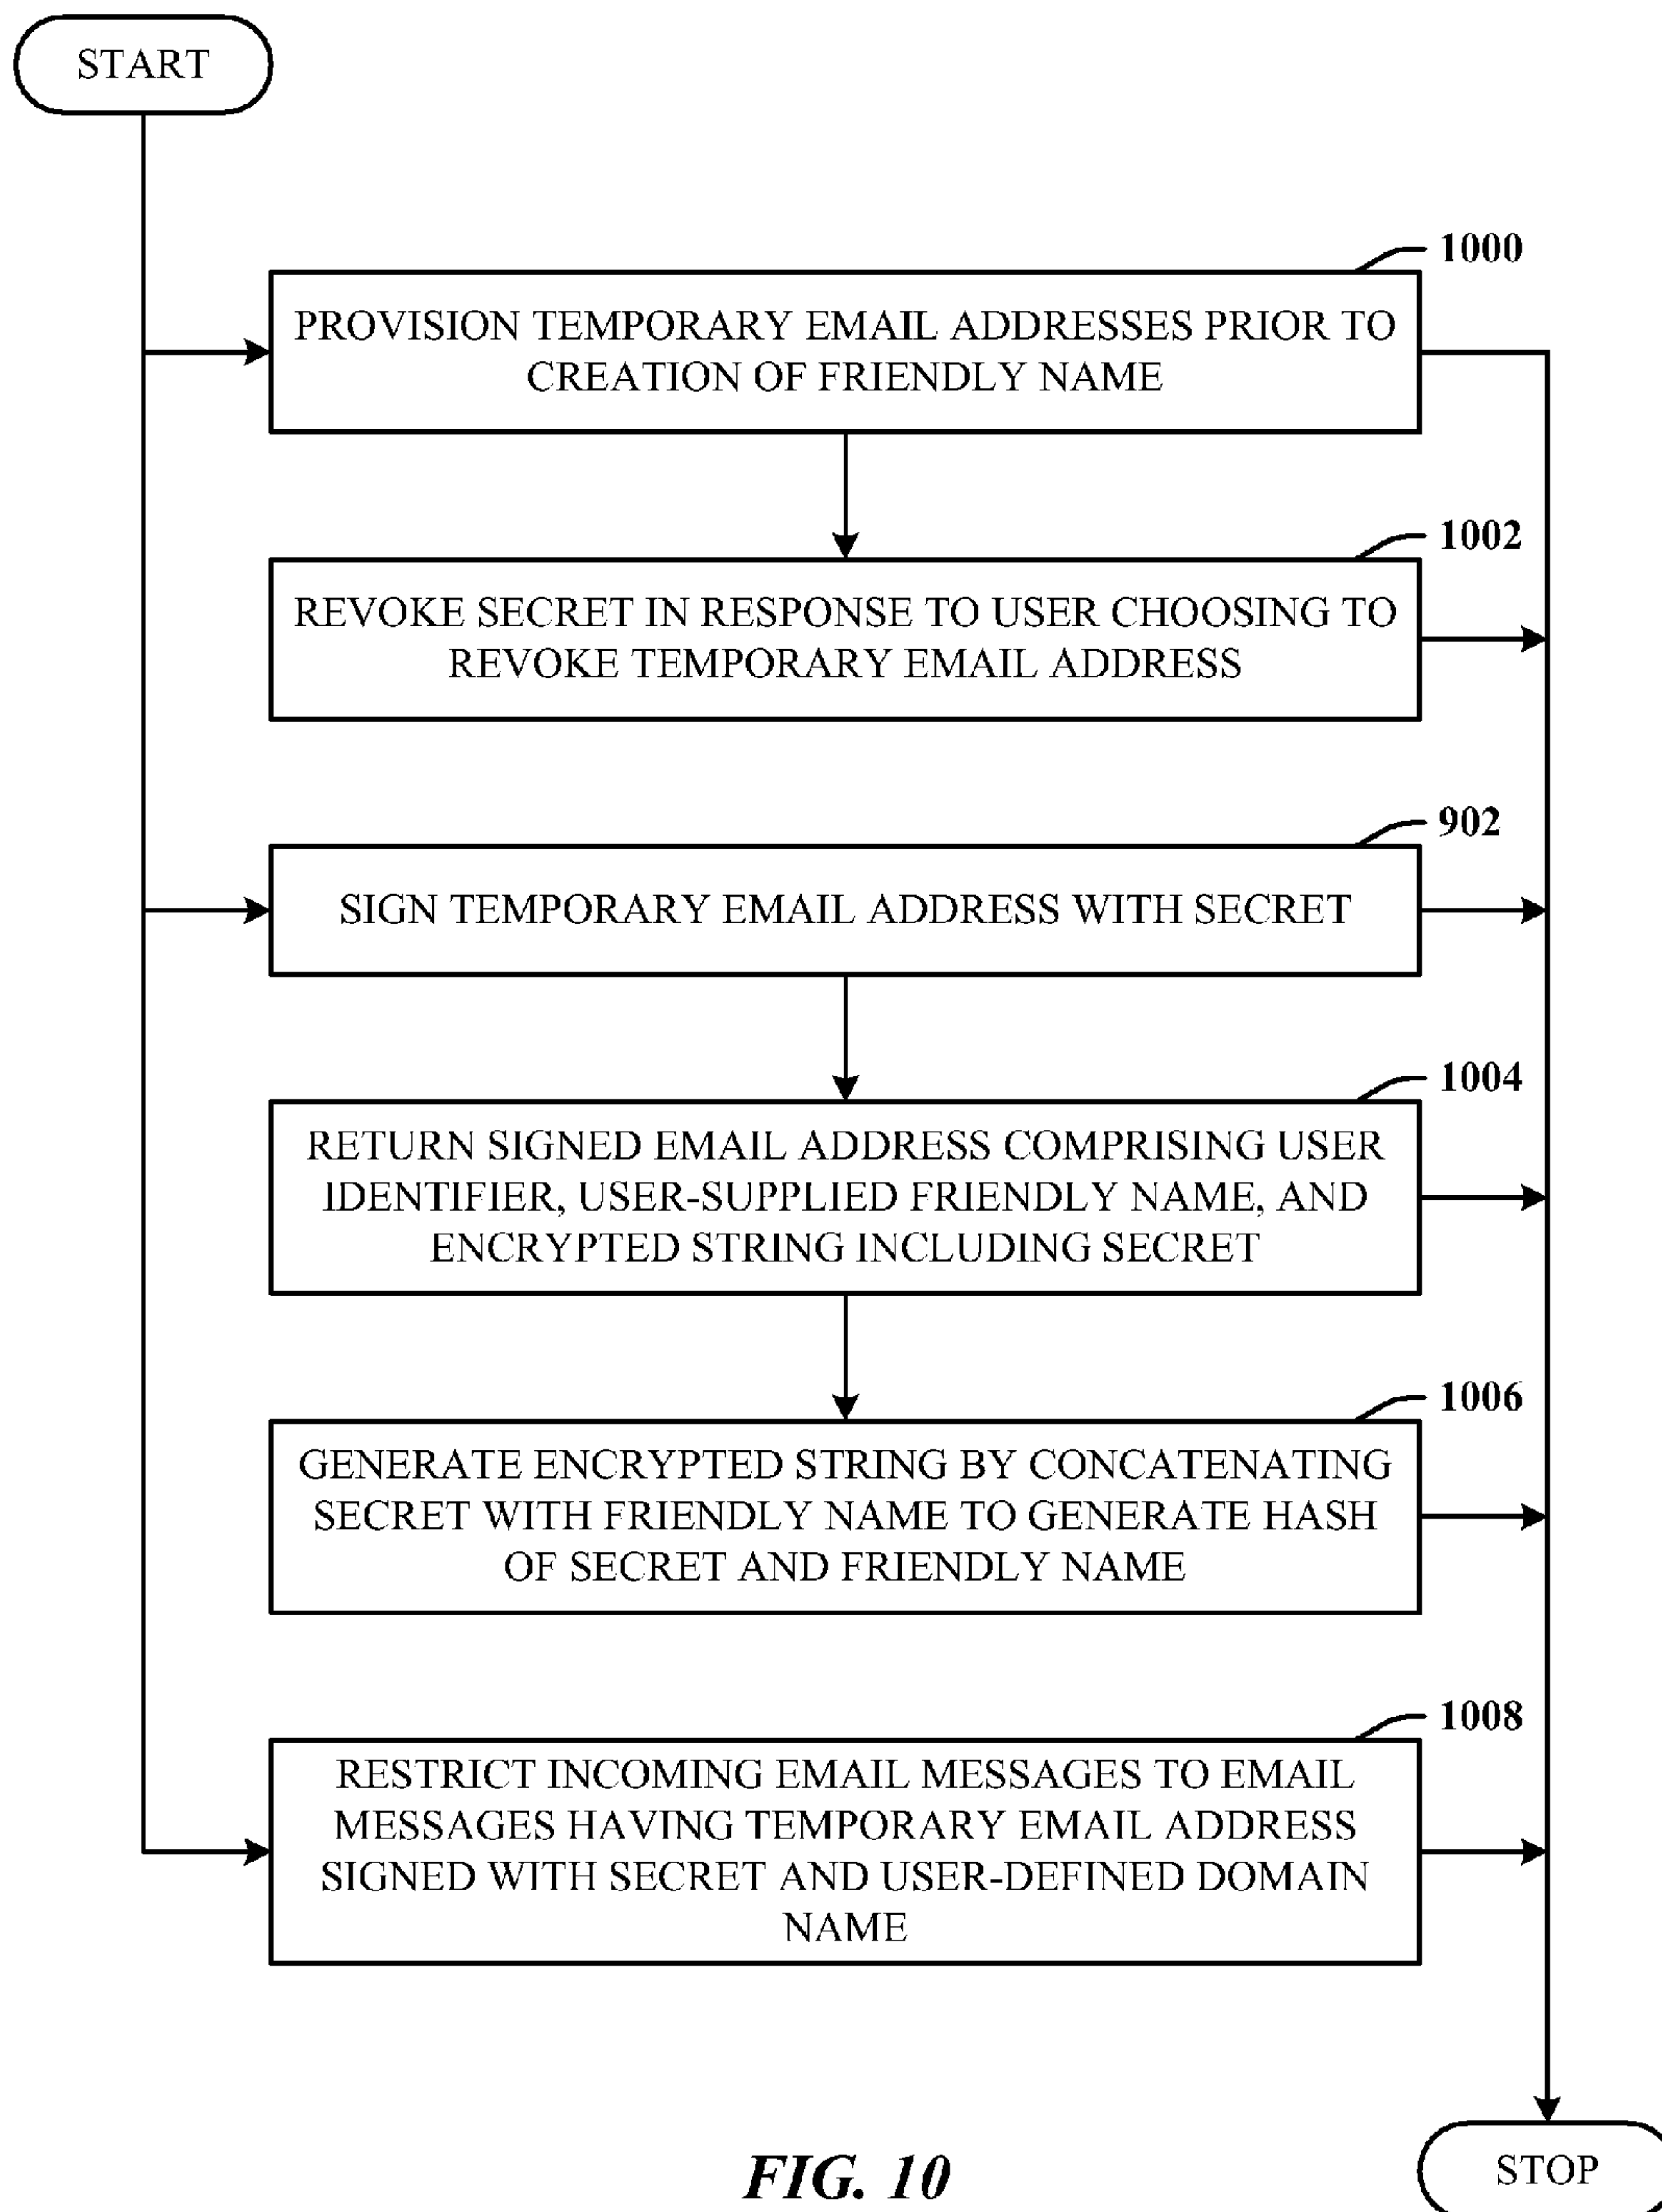 START
1000
PROVISION TEMPORARY EMAIL ADDRESSES PRIOR TO
CREATION OF FRIENDLY NAME
1002
REVOKE SECRET IN RESPONSE TO USER CHOOSING TO
REVOKE TEMPORARY EMAIL ADDRESS
902
SIGN TEMPORARY EMAIL ADDRESS WITH SECRET
1004
RETURN SIGNED EMAIL ADDRESS COMPRISING USER
IDENTIFIER, USER-SUPPLIED FRIENDLY NAME, AND
ENCRYPTED STRING INCLUDING SECRET
1006
GENERATE ENCRYPTED STRING BY CONCATENATING
SECRET WITH FRIENDLY NAME TO GENERATE HASH
OF SECRET AND FRIENDLY NAME
1008
RESTRICT INCOMING EMAIL MESSAGES TO EMAIL
MESSAGES HAVING TEMPORARY EMAIL ADDRESS
SIGNED WITH SECRET AND USER-DEFINED DOMAIN
NAME
STOP
FIG. 10